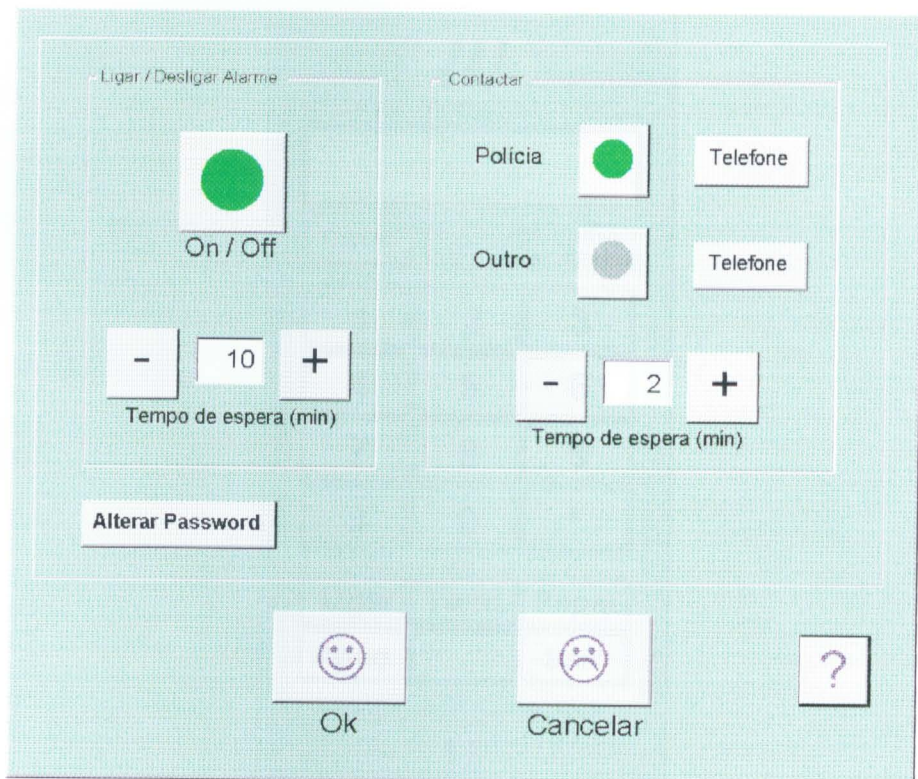 Ligar / Desligar Alarme
On / Off
-
10
+
Tempo de espera (min)
Contactar
Polícia
Telefone
Outro
Telefone
-
2
+
Tempo de espera (min)
Alterar Password
Ok
Cancelar
?